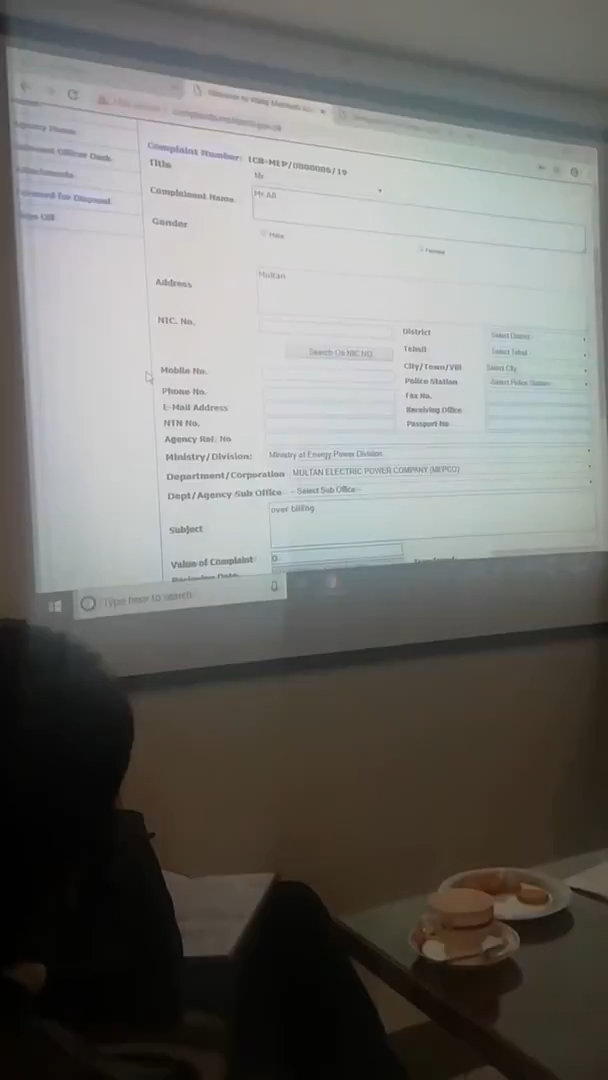 Complaint Number: LCR-MEP/0000006/19
Title Mr
Complainant Name Mr Ali
Gender Male Female
Address Multan
NIC. No. District Select District
Search On NIC NO Tehsil Select Tehsil
Mobile No. City/Town/Vill Select City
Phone No. Police Station -Select Police Station-
E-Mail Address Fax No.
NTN No. Receiving Office
Agency Ref. No Passport No
Ministry/Division: Ministry of Energy Power Division
Department/Corporation MULTAN ELECTRIC POWER COMPANY (MEPCO)
Dept/Agency Sub Office -- Select Sub Office --
Subject over billing
Value of Complaint: 0
Attachments
Sign Off
Type here to search